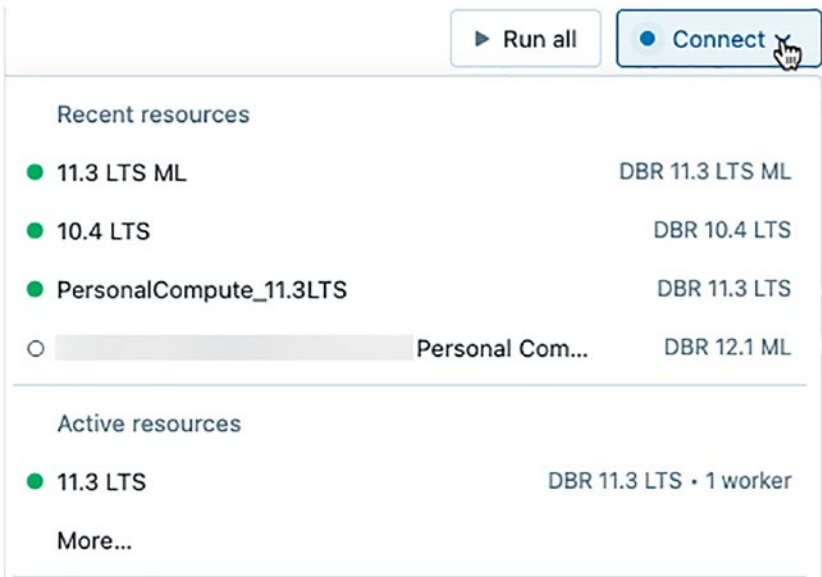 Run all Connect
Recent resources
11.3 LTS ML DBR 11.3 LTS ML
10.4 LTS DBR 10.4 LTS
PersonalCompute_11.3LTS DBR 11.3 LTS
Personal Com... DBR 12.1 ML
Active resources
11.3 LTS DBR 11.3 LTS • 1 worker
More...